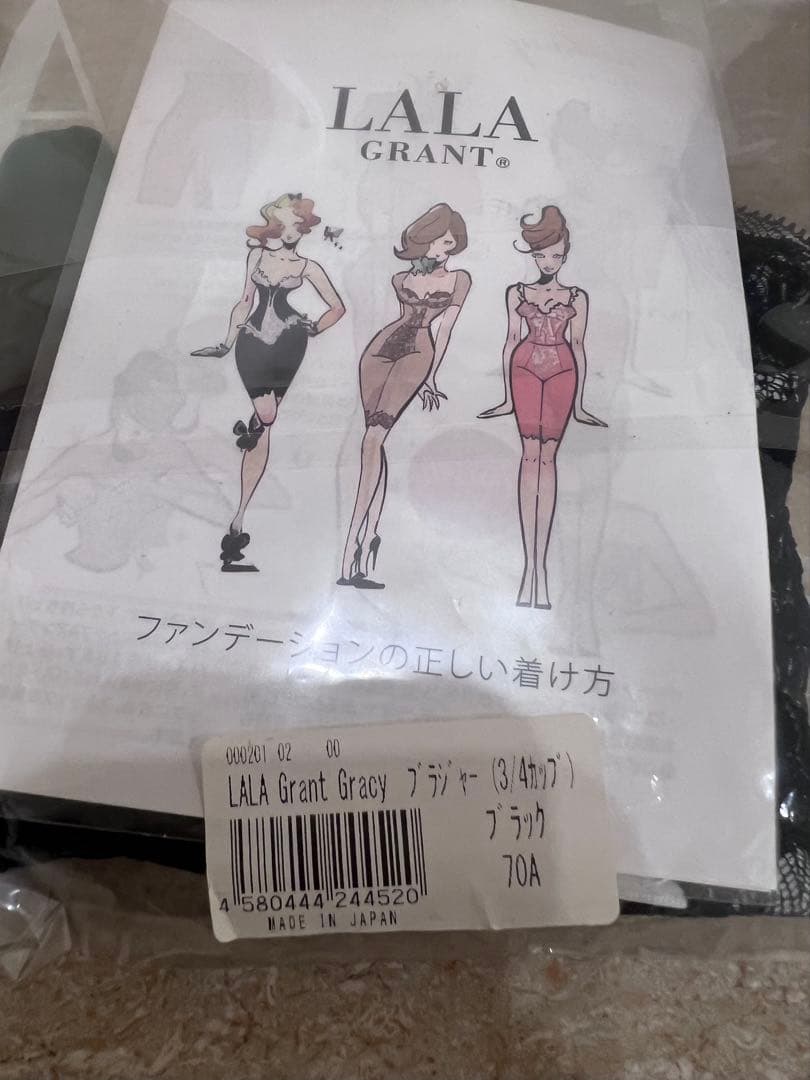 LALA
GRANT®
ファンデーションの正しい着け方
000201 02 00
LALA Grant Gracy ブラジャー (3/4カップ)
ブラック
70A
4 580444 244520
MADE IN JAPAN